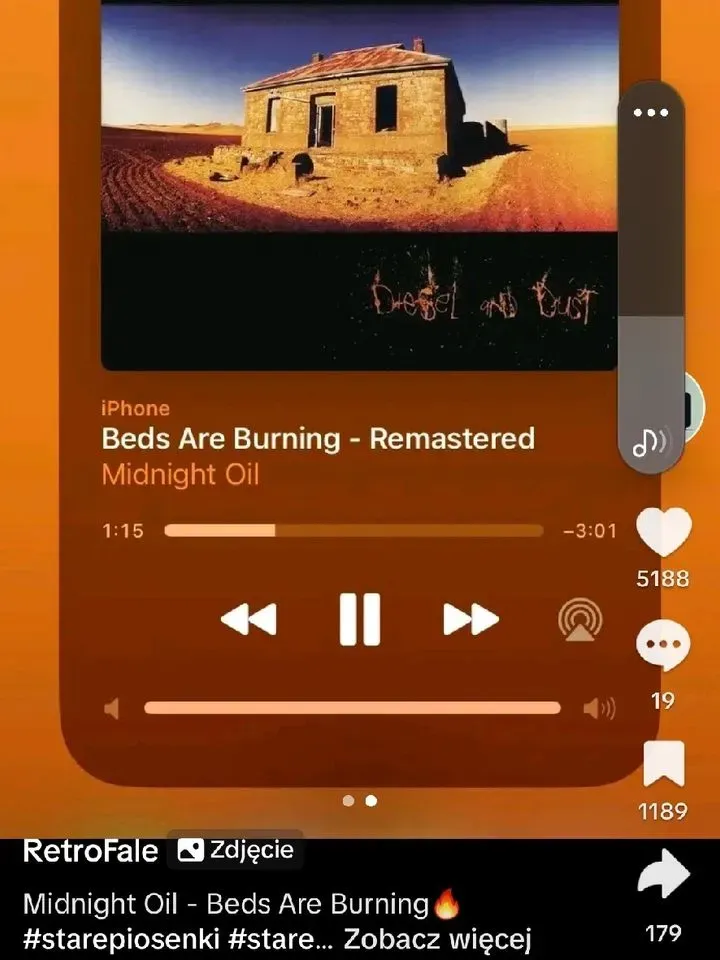 Diesel and Dust
iPhone
Beds Are Burning - Remastered
Midnight Oil
1:15
-3:01
5188
19
1189
RetroFale
Zdjęcie
Midnight Oil - Beds Are Burning🔥
#starepiosenki #stare... Zobacz więcej
179